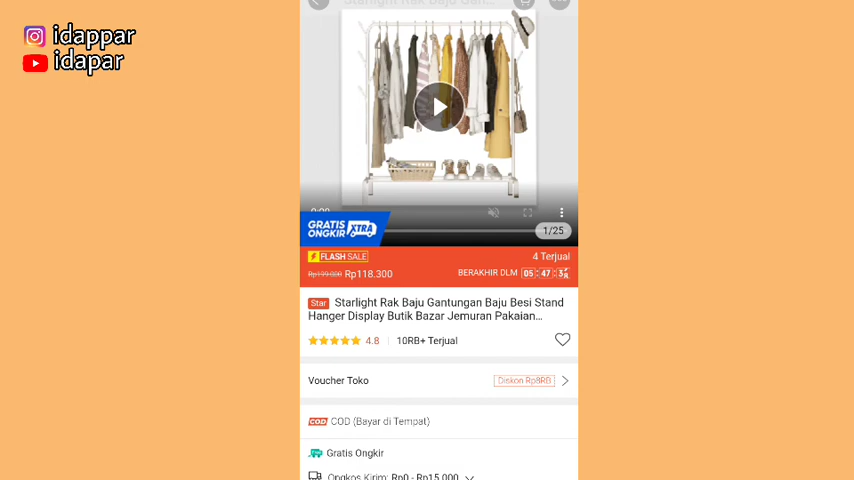 idappar
idapar
1/25
GRATIS
ONGKIR XTRA
FLASH SALE
4 Terjual
Rp199.000 Rp118.300
BERAKHIR DLM 05:47
Star Starlight Rak Baju Gantungan Baju Besi Stand
Hanger Display Butik Bazar Jemuran Pakaian...
4.8 10RB+ Terjual
Voucher Toko
Diskon Rp8RB
COD COD (Bayar di Tempat)
Gratis Ongkir
Ongkos Kirim: Rp0 - Rp15.000